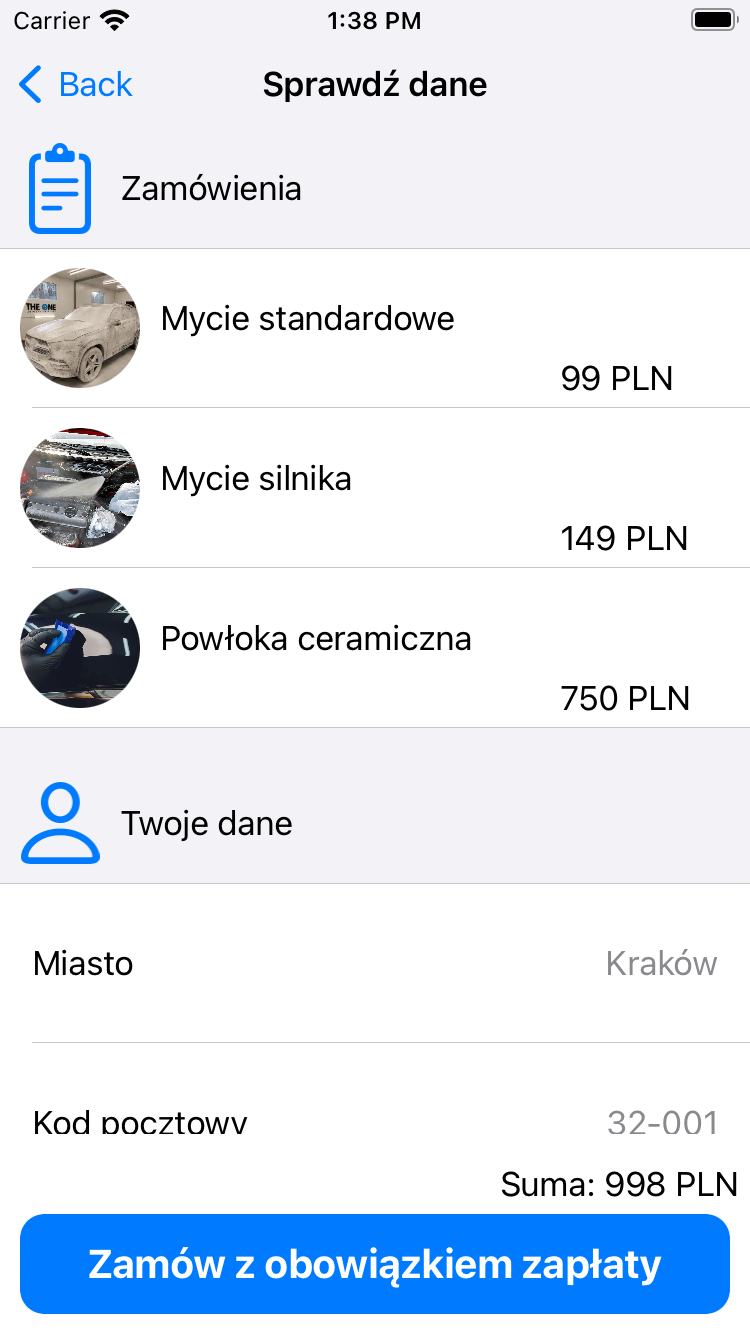 Carrier 1:38 PM
Back Sprawdź dane
Zamówienia
THE ONE
Mycie standardowe
99 PLN
Mycie silnika
149 PLN
Powłoka ceramiczna
750 PLN
Twoje dane
Miasto Kraków
Kod pocztowy 32-001
Suma: 998 PLN
Zamów z obowiązkiem zapłaty